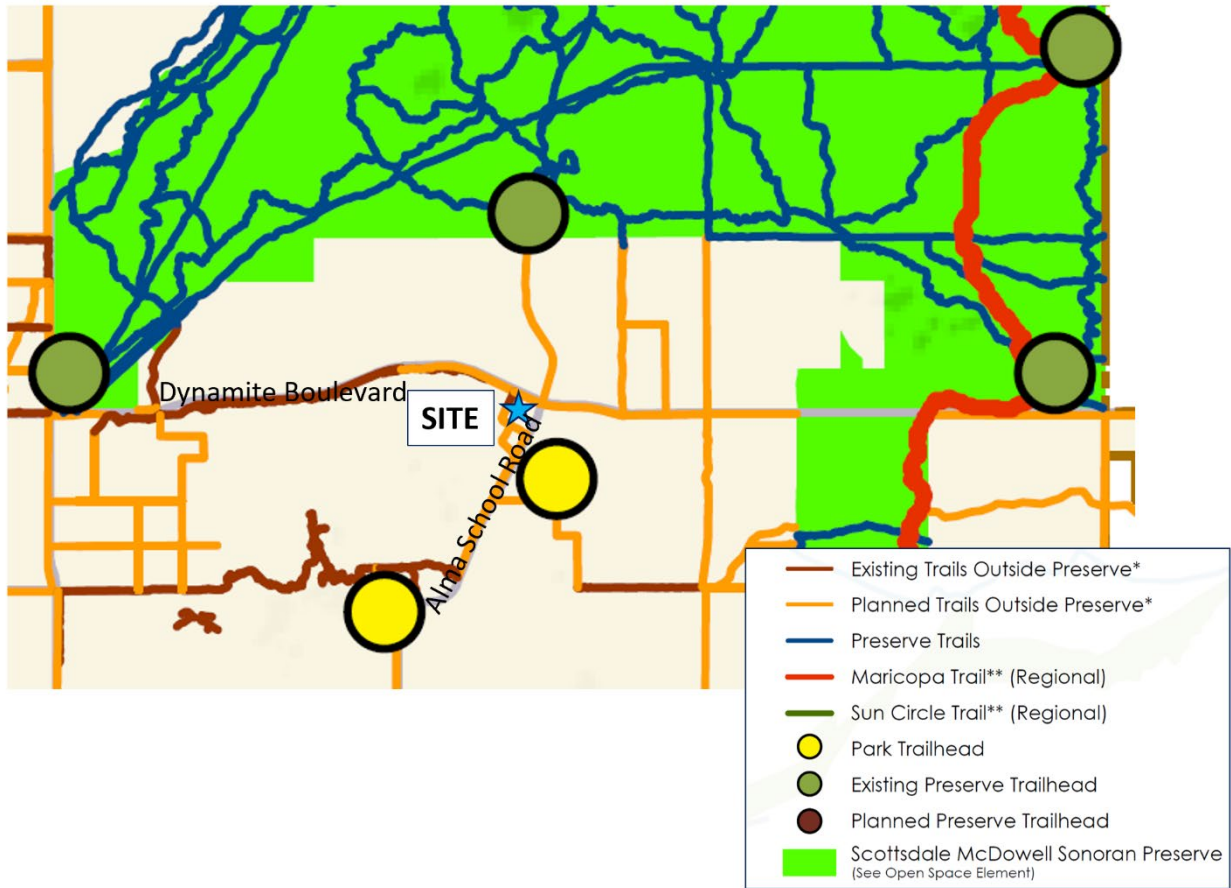 Dynamite Boulevard
SITE
Alma School Road
Existing Trails Outside Preserve*
Planned Trails Outside Preserve*
Preserve Trails
Maricopa Trail** (Regional)
Sun Circle Trail** (Regional)
Park Trailhead
Existing Preserve Trailhead
Planned Preserve Trailhead
Scottsdale McDowell Sonoran Preserve
(See Open Space Element)